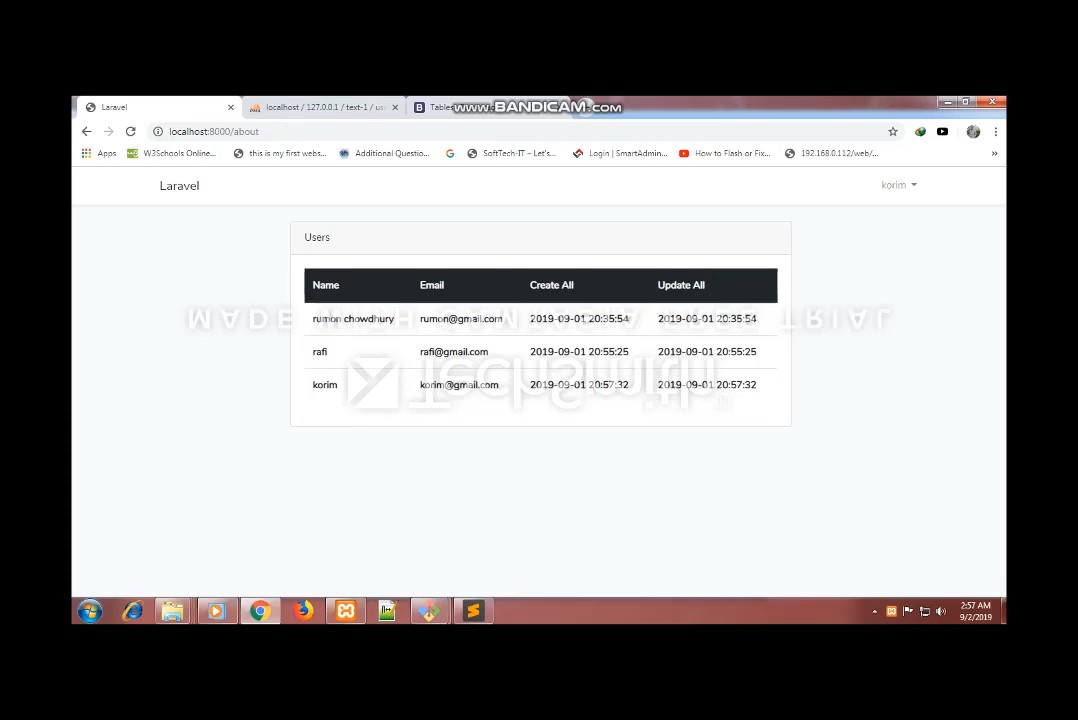 Laravel
localhost / 127.0.0.1 / text-1 / us
B Tables
www.BANDICAM.COM
localhost:8000/about
Apps
W3Schools Online...
this is my first webs...
Additional Questio...
SoftTech-IT – Let's...
Login | SmartAdmin...
How to Flash or Fix...
192.168.0.112/web/...
»
Laravel
korim
Users
Name Email Create All Update All
rumon chowdhury rumon@gmail.com 2019-09-01 20:35:54 2019-09-01 20:35:54
rafi rafi@gmail.com 2019-09-01 20:55:25 2019-09-01 20:55:25
korim korim@gmail.com 2019-09-01 20:57:32 2019-09-01 20:57:32
TechSmith
2:57 AM
9/2/2019